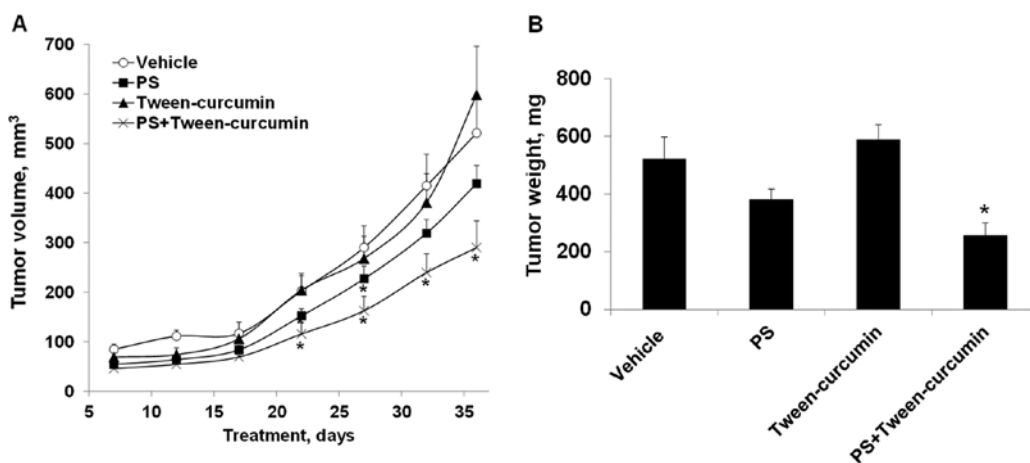 A
Tumor volume, mm³
700
600
500
400
300
200
100
0
Vehicle
PS
Tween-curcumin
PS+Tween-curcumin
* * * * * *
5 10 15 20 25 30 35
Treatment, days
B
Tumor weight, mg
800
600
400
200
0
*
Vehicle
PS
Tween-curcumin
PS+Tween-curcumin